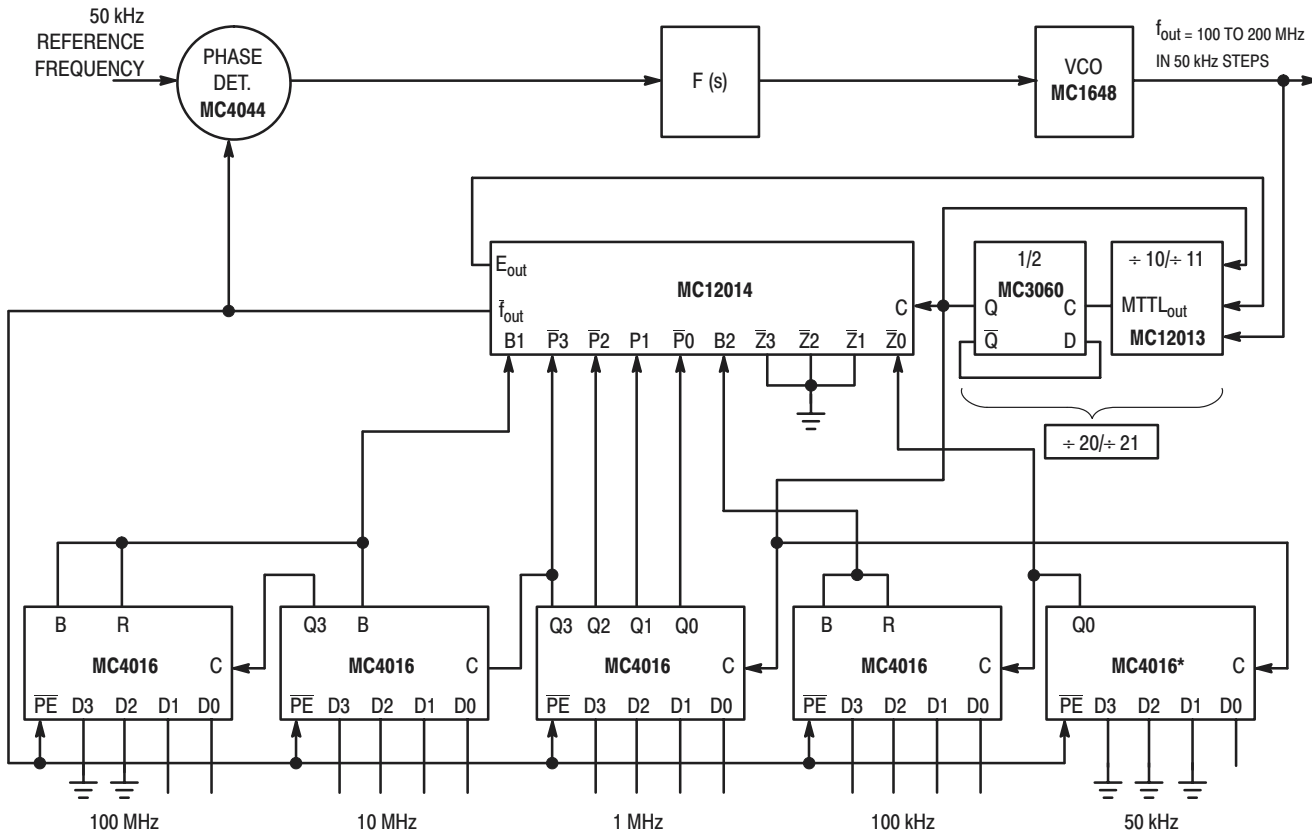 50 kHz
REFERENCE
FREQUENCY
PHASE
DET.
MC4044
F (s)
VCO
MC1648
fout = 100 TO 200 MHz
IN 50 kHz STEPS
Eout
f̅out
MC12014
C
B1 P̅3 P̅2 P1 P̅0 B2 Z̅3 Z̅2 Z̅1 Z̅0
1/2
MC3060
Q C
Q̅ D
÷ 10/÷ 11
MTTLout
MC12013
÷ 20/÷ 21
B R
MC4016
C
P̅E̅ D3 D2 D1 D0
100 MHz
Q3 B
MC4016
C
P̅E̅ D3 D2 D1 D0
10 MHz
Q3 Q2 Q1 Q0
MC4016
C
P̅E̅ D3 D2 D1 D0
1 MHz
B R
MC4016
C
P̅E̅ D3 D2 D1 D0
100 kHz
Q0
MC4016*
C
P̅E̅ D3 D2 D1 D0
50 kHz